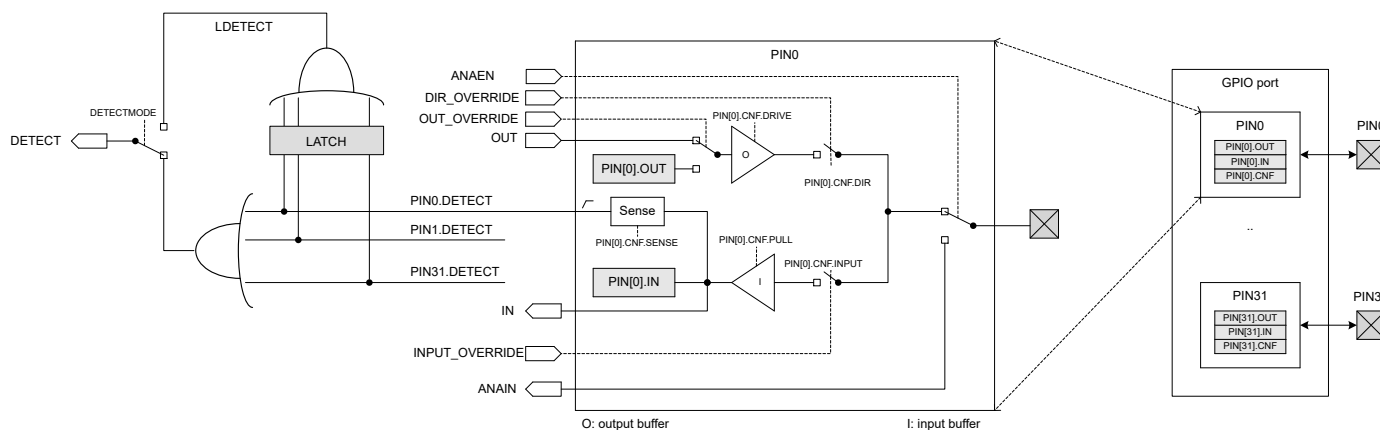 LDETECT
PIN0
GPIO port
ANAEN
DIR_OVERRIDE
OUT_OVERRIDE
OUT
DETECTMODE
DETECT
LATCH
PIN[0].CNF.DRIVE
O
PIN[0].OUT
PIN[0].CNF.DIR
PIN0
PIN[0].OUT
PIN[0].IN
PIN[0].CNF
PIN0.DETECT
Sense
PIN1.DETECT
PIN[0].CNF.SENSE
PIN[0].CNF.PULL
PIN[0].CNF.INPUT
PIN31.DETECT
PIN[0].IN
I
IN
INPUT_OVERRIDE
ANAIN
..
PIN31
PIN[31].OUT
PIN[31].IN
PIN[31].CNF
PIN3
O: output buffer
I: input buffer